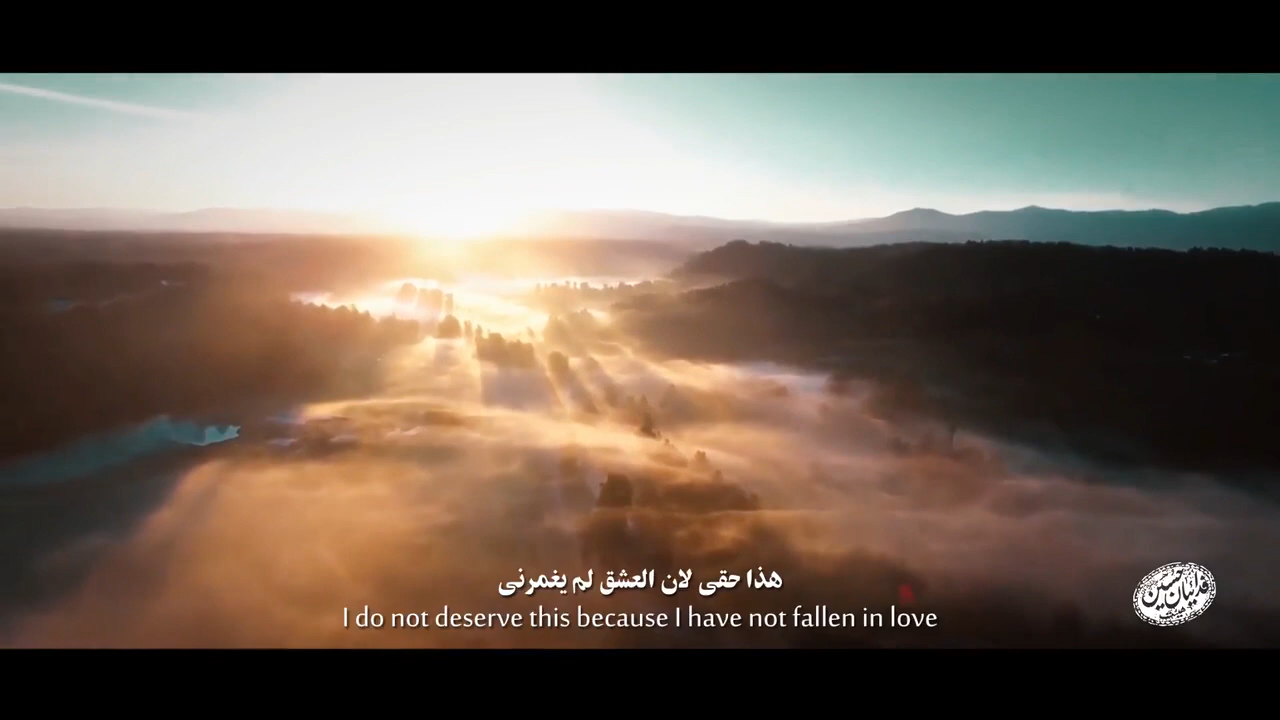 هذا حقی لان العشق لم یغمرنی
I do not deserve this because I have not fallen in love